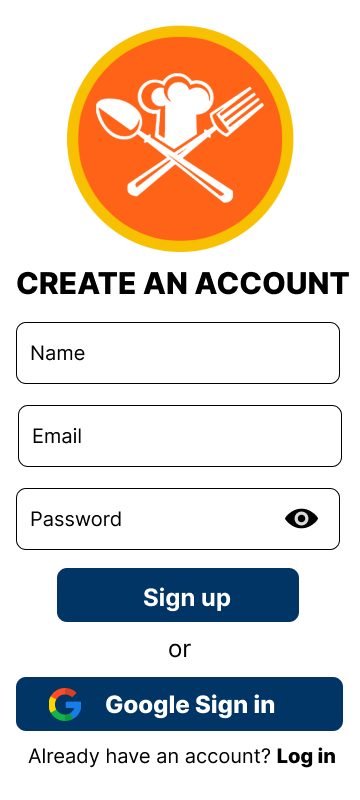 CREATE AN ACCOUNT
Name
Email
Password
Sign up
or
Google Sign in
Already have an account? Log in